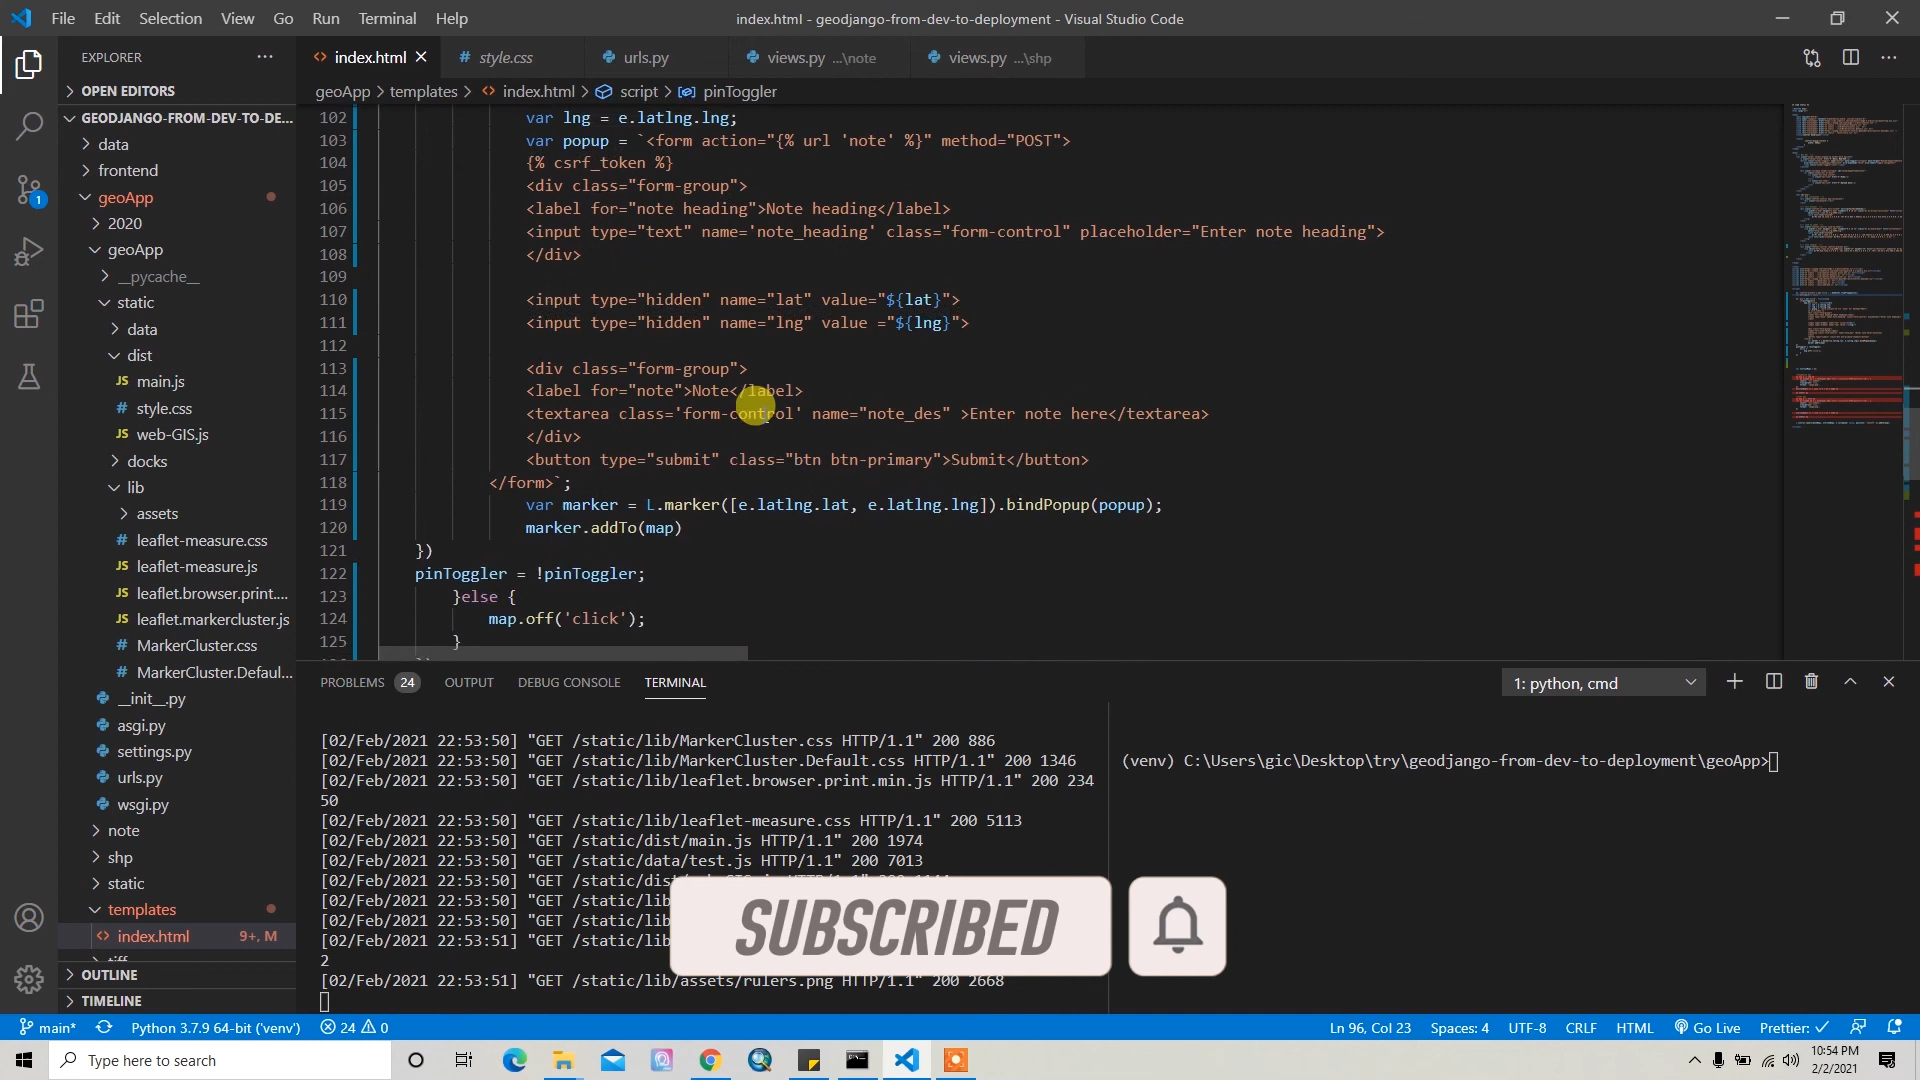 File Edit Selection View Go Run Terminal Help
index.html - geodjango-from-dev-to-deployment - Visual Studio Code
EXPLORER
OPEN EDITORS
GEODJANGO-FROM-DEV-TO-DE...
data
frontend
geoApp
2020
geoApp
__pycache__
static
data
dist
JS main.js
# style.css
JS web-GIS.js
docks
lib
assets
# leaflet-measure.css
JS leaflet-measure.js
JS leaflet.browser.print....
JS leaflet.markercluster.js
# MarkerCluster.css
# MarkerCluster.Defaul...
__init__.py
asgi.py
settings.py
urls.py
wsgi.py
note
shp
static
templates
index.html 9+, M
OUTLINE
TIMELINE
index.html # style.css urls.py views.py ...\note views.py ...\shp
geoApp > templates > index.html > script > pinToggler
102 var lng = e.latlng.lng;
103 var popup = `<form action="{% url 'note' %}" method="POST">
104 {% csrf_token %}
105 <div class="form-group">
106 <label for="note heading">Note heading</label>
107 <input type="text" name='note_heading' class="form-control" placeholder="Enter note heading">
108 </div>
109
110 <input type="hidden" name="lat" value="${lat}">
111 <input type="hidden" name="lng" value ="${lng}">
112
113 <div class="form-group">
114 <label for="note">Note</label>
115 <textarea class='form-control' name="note_des" >Enter note here</textarea>
116 </div>
117 <button type="submit" class="btn btn-primary">Submit</button>
118 </form>`;
119 var marker = L.marker([e.latlng.lat, e.latlng.lng]).bindPopup(popup);
120 marker.addTo(map)
121 })
122 pinToggler = !pinToggler;
123 }else {
124 map.off('click');
125 }
PROBLEMS 24 OUTPUT DEBUG CONSOLE TERMINAL 1: python, cmd
[02/Feb/2021 22:53:50] "GET /static/lib/MarkerCluster.css HTTP/1.1" 200 886
[02/Feb/2021 22:53:50] "GET /static/lib/MarkerCluster.Default.css HTTP/1.1" 200 1346
[02/Feb/2021 22:53:50] "GET /static/lib/leaflet.browser.print.min.js HTTP/1.1" 200 234
50
[02/Feb/2021 22:53:50] "GET /static/lib/leaflet-measure.css HTTP/1.1" 200 5113
[02/Feb/2021 22:53:50] "GET /static/dist/main.js HTTP/1.1" 200 1974
[02/Feb/2021 22:53:50] "GET /static/data/test.js HTTP/1.1" 200 7013
[02/Feb/2021 22:53:50] "GET /static/dis
[02/Feb/2021 22:53:50] "GET /static/lib
[02/Feb/2021 22:53:50] "GET /static/lib
[02/Feb/2021 22:53:51] "GET /static/lib
2
[02/Feb/2021 22:53:51] "GET /static/lib/assets/rulers.png HTTP/1.1" 200 2668
(venv) C:\Users\gic\Desktop\try\geodjango-from-dev-to-deployment\geoApp>
SUBSCRIBED
1
main* Python 3.7.9 64-bit ('venv') 24 0 Ln 96, Col 23 Spaces: 4 UTF-8 CRLF HTML Go Live Prettier: ✓
Type here to search
10:54 PM
2/2/2021